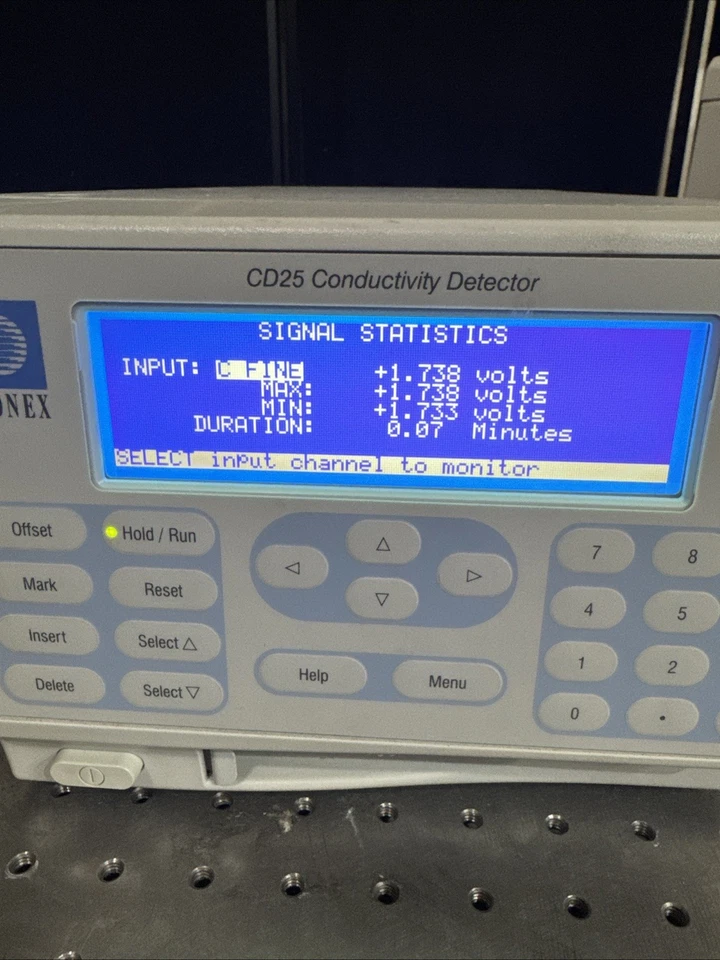 CD25 Conductivity Detector
SIGNAL STATISTICS
INPUT: C FINE +1.738 volts
MAX: +1.738 volts
MIN: +1.733 volts
DURATION: 0.07 Minutes
SELECT input channel to monitor
ONEX
Offset Hold / Run
Mark Reset
Insert Select △
Delete Select ▽
△
◁ ▷
▽
Help Menu
7 8
4 5
1 2
0 •